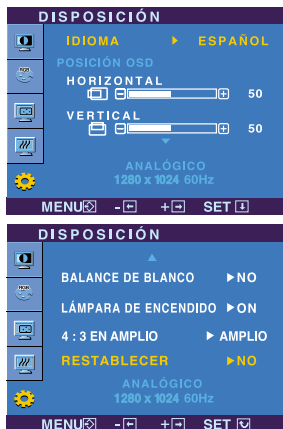 DISPOSICIÓN
IDIOMA ESPAÑOL
POSICIÓN OSD
HORIZONTAL
50
VERTICAL
50
ANALÓGICO
1280 x 1024 60Hz
MENU - + SET
DISPOSICIÓN
BALANCE DE BLANCO NO
LÁMPARA DE ENCENDIDO ON
4 : 3 EN AMPLIO AMPLIO
RESTABLECER NO
ANALÓGICO
1280 x 1024 60Hz
MENU - + SET